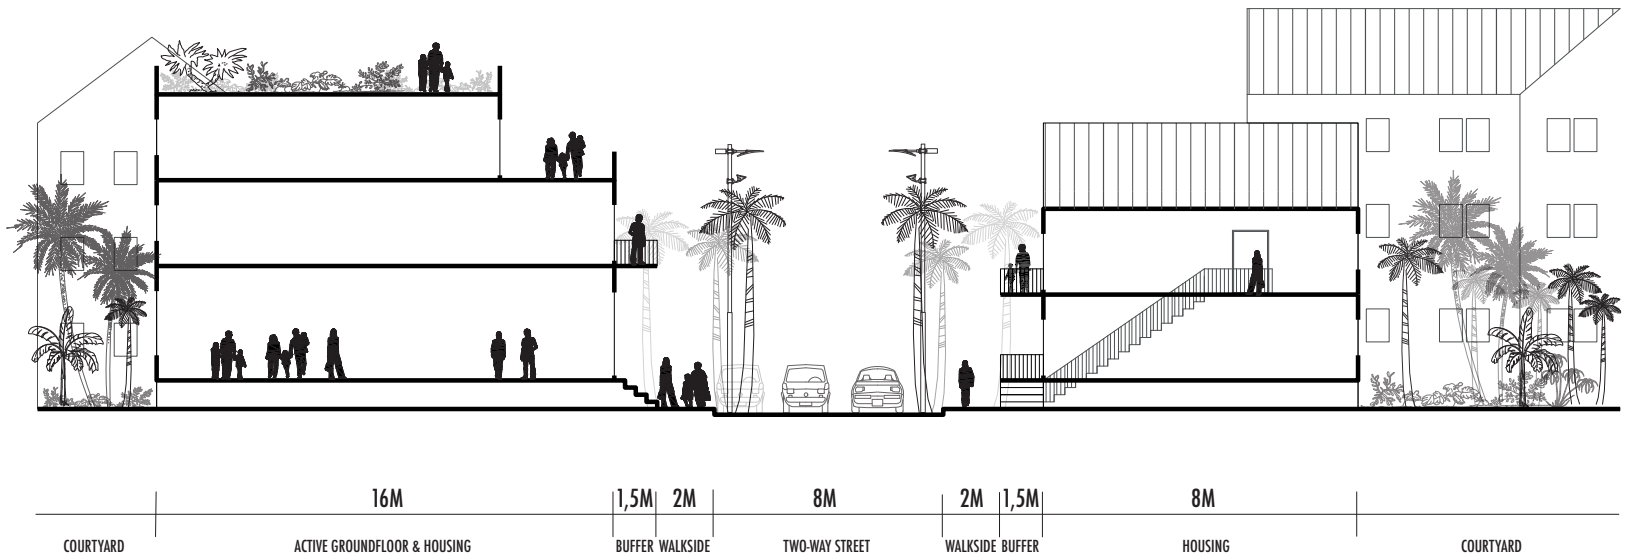 16M 1,5M 2M 8M 2M 1,5M 8M
COURTYARD ACTIVE GROUNDFLOOR & HOUSING BUFFER WALKSIDE TWO-WAY STREET WALKSIDE BUFFER HOUSING COURTYARD